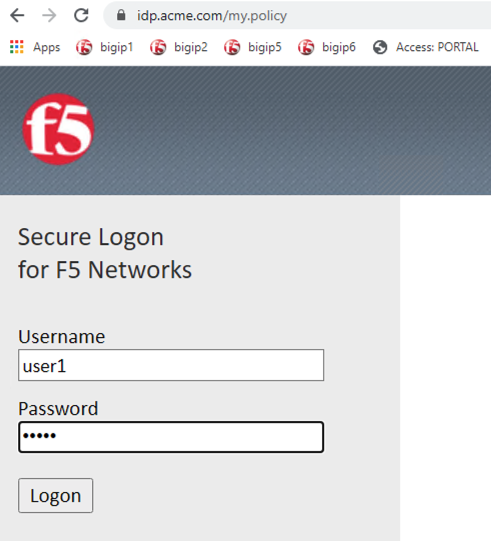 idp.acme.com/my.policy
Apps bigip1 bigip2 bigip5 bigip6 Access: PORTAL
f5
Secure Logon
for F5 Networks
Username
user1
Password
•••••
Logon